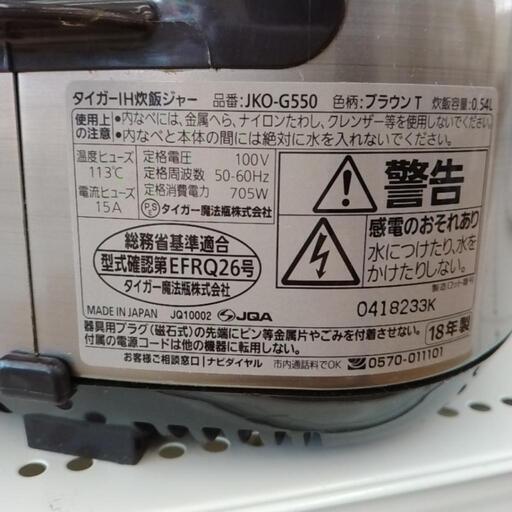 タイガーIH炊飯ジャー 品番:JKO-G550 色柄:ブラウン T 炊飯容量:0.54L
使用上の注意
・内なべには、金属へら、ナイロンたわし、クレンザー等を使用しないでください。
・内なべと本体の間には絶対に水を入れないでください。
温度ヒューズ 113℃
電流ヒューズ 15A
定格電圧 100V
定格周波数 50-60Hz
定格消費電力 705W
PSE タイガー魔法瓶株式会社
総務省基準適合
型式確認第EFRQ26号
タイガー魔法瓶株式会社
警告
感電のおそれあり
水につけたり、水をかけたりしない。
製造(ロット番号)
0418233K
MADE IN JAPAN JQ10002 JQA
器具用プラグ(磁石式)の先端にピン等金属片やごみを付着させない。
付属の電源コードは他の機器に転用しない。
18年製
お客様ご相談窓口 ナビダイヤル 市内通話料でOK 0570-011101